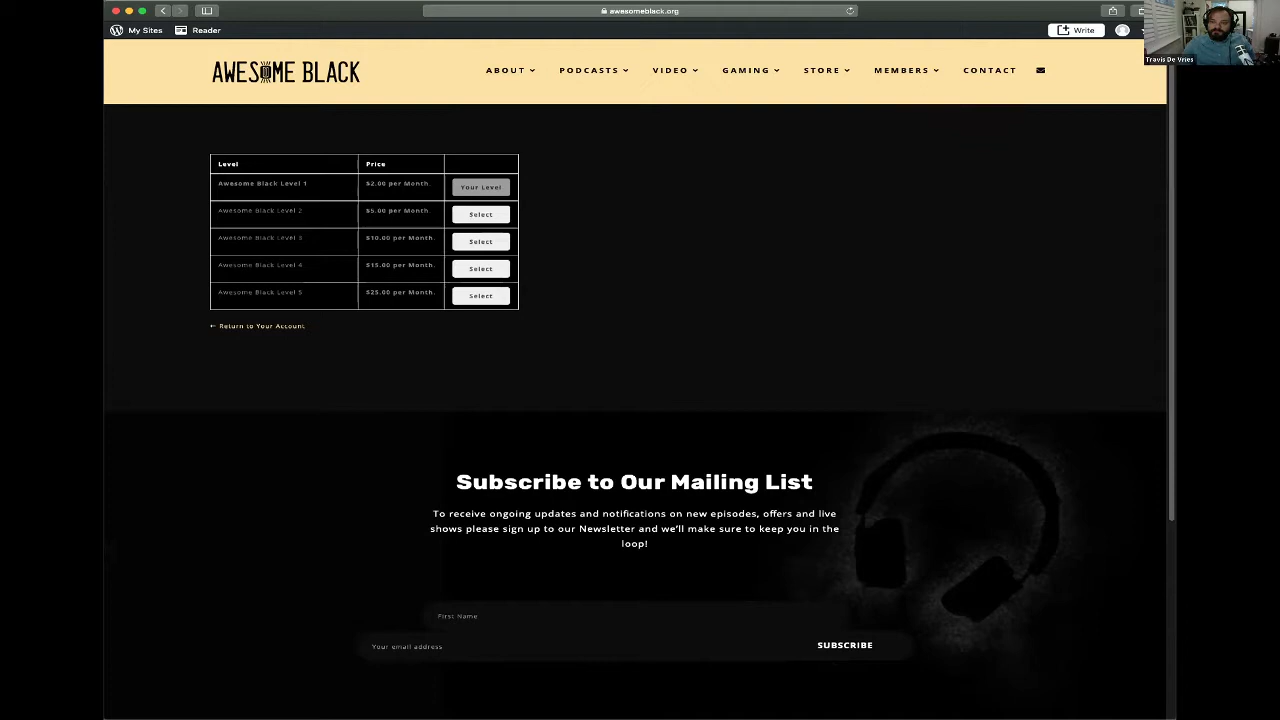 awesomeblack.org
My Sites Reader Write
Travis De Vries
AWESOME BLACK ABOUT PODCASTS VIDEO GAMING STORE MEMBERS CONTACT
Level Price
Awesome Black Level 1 $2.00 per Month. Your Level
Awesome Black Level 2 $5.00 per Month. Select
Awesome Black Level 3 $10.00 per Month. Select
Awesome Black Level 4 $15.00 per Month. Select
Awesome Black Level 5 $25.00 per Month. Select
← Return to Your Account
Subscribe to Our Mailing List
To receive ongoing updates and notifications on new episodes, offers and live
shows please sign up to our Newsletter and we'll make sure to keep you in the
loop!
First Name
Your email address SUBSCRIBE